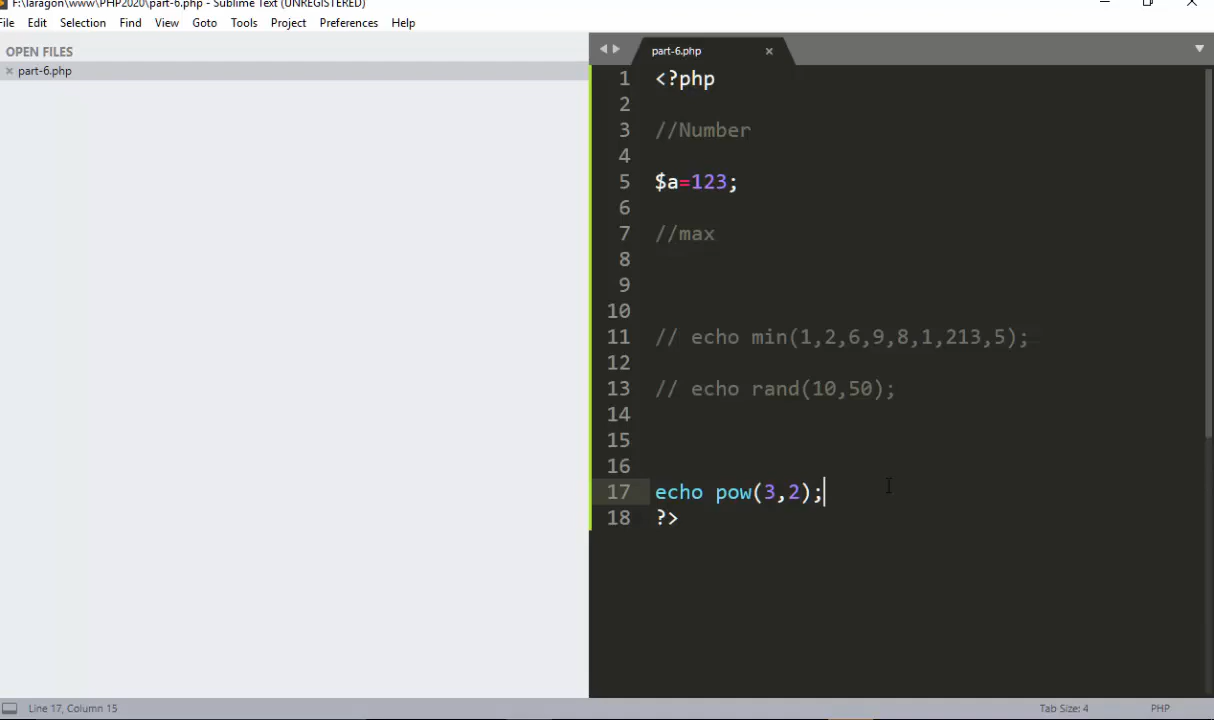 F:\laragon\www\PHP2020\part-6.php - Sublime Text (UNREGISTERED)
File Edit Selection Find View Goto Tools Project Preferences Help
OPEN FILES
part-6.php
part-6.php
1 <?php
2
3 //Number
4
5 $a=123;
6
7 //max
8
9
10
11 // echo min(1,2,6,9,8,1,213,5);
12
13 // echo rand(10,50);
14
15
16
17 echo pow(3,2);
18 ?>
Line 17, Column 15 Tab Size: 4 PHP